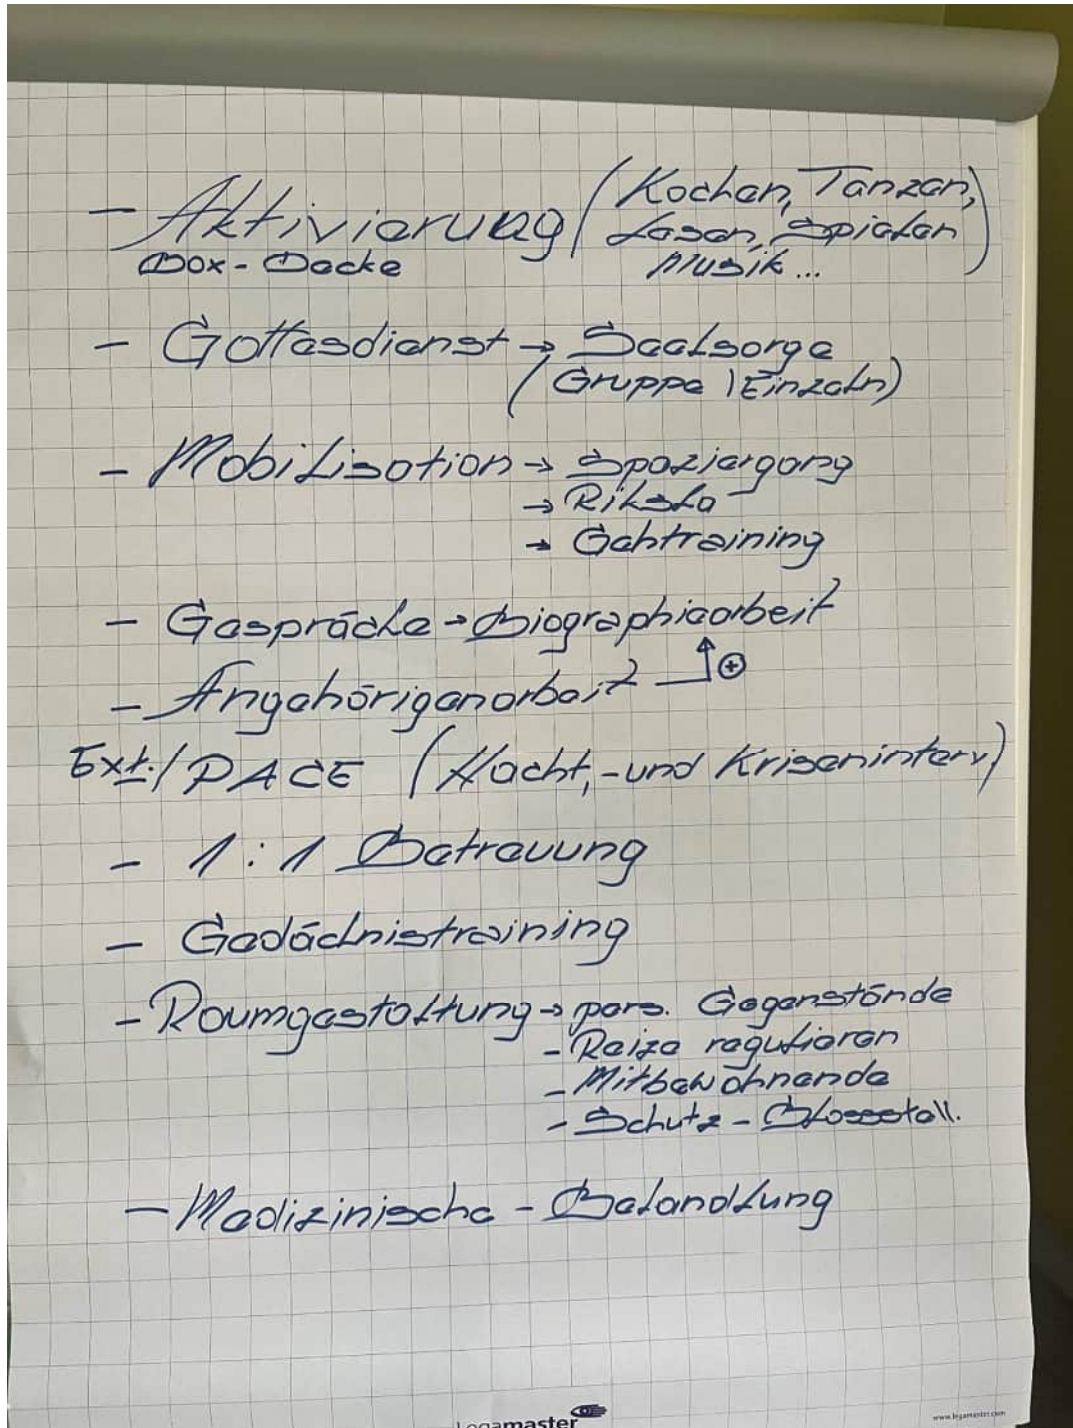 - Aktivierung (Kochen, Tanzen,
Lesen, Spielen
Box - Decke Musik ...
- Gottesdienst → Seelsorge
(Gruppe \ Einzeln)
- Mobilisation → Spaziergang
→ Riksha
→ Gehtraining
- Gespräche → Biographiearbeit
- Angehörigenarbeit ⊕
Ext./ PACE (Nacht,- und Kriseninterv)
- 1:1 Betreuung
- Gedächnistraining
- Raumgestaltung → pers. Gegenstände
- Reize regulieren
- Mitbewohnende
- Schutz - Blossstell.
- Medizinische - Behandlung
Legamaster
www.legamaster.com